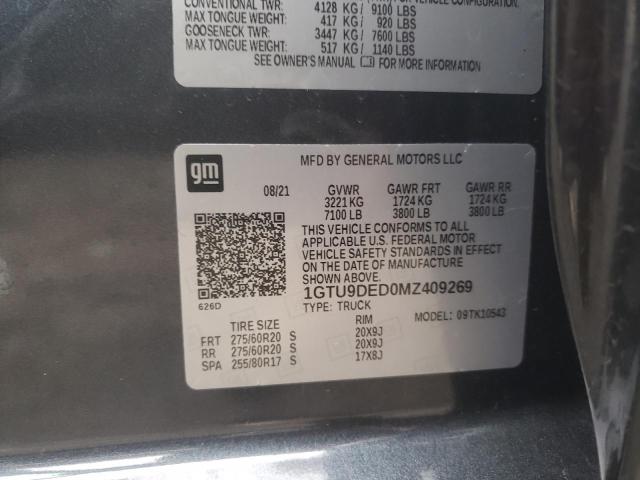 VEHICLE CONFIGURATION.
CONVENTIONAL TWR: 4128 KG/ 9100 LBS
MAX TONGUE WEIGHT: 417 KG/ 920 LBS
GOOSENECK TWR: 3447 KG/ 7600 LBS
MAX TONGUE WEIGHT: 517 KG/ 1140 LBS
SEE OWNER'S MANUAL FOR MORE INFORMATION
gm
MFD BY GENERAL MOTORS LLC
08/21 GVWR GAWR FRT GAWR RR
3221 KG 1724 KG 1724 KG
7100 LB 3800 LB 3800 LB
THIS VEHICLE CONFORMS TO ALL
APPLICABLE U.S. FEDERAL MOTOR
VEHICLE SAFETY STANDARDS IN EFFECT
ON THE DATE OF MANUFACTURE
SHOWN ABOVE.
1GTU9DED0MZ409269
626D
TYPE: TRUCK MODEL: 09TK10543
TIRE SIZE RIM
FRT 275/60R20 S 20X9J
RR 275/60R20 S 20X9J
SPA 255/80R17 S 17X8J